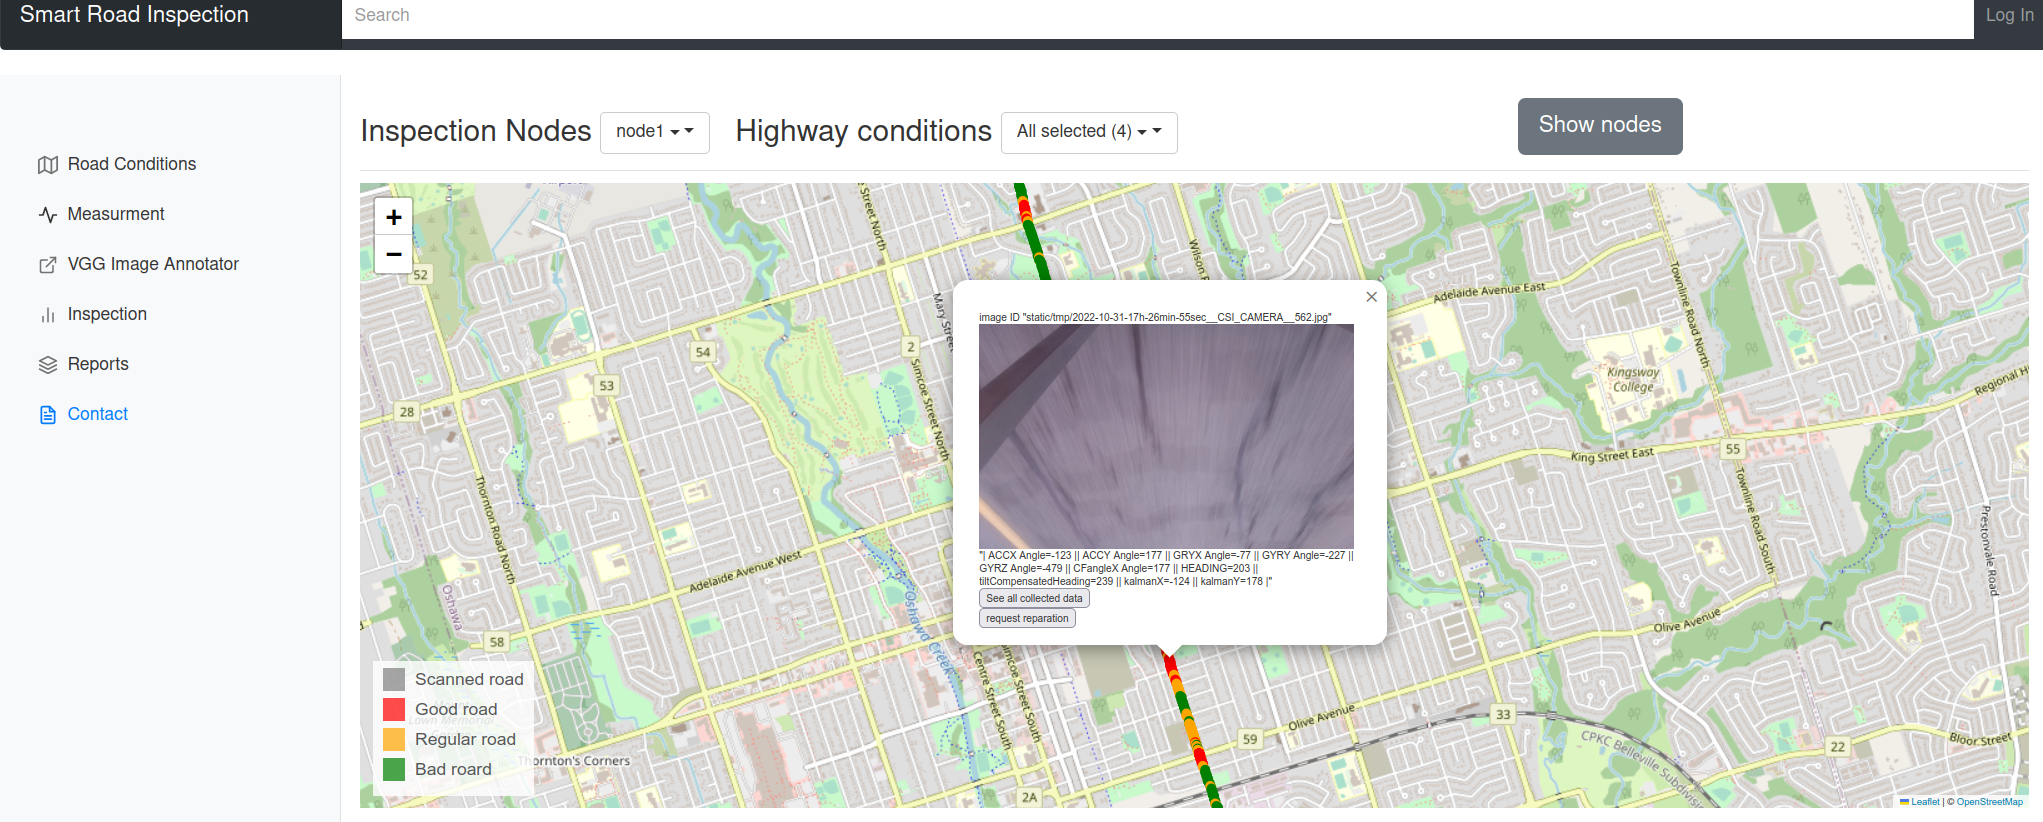 Smart Road Inspection
Search
Log In
Road Conditions
Measurment
VGG Image Annotator
Inspection
Reports
Contact
Inspection Nodes
node1
Highway conditions
All selected (4)
Show nodes
+
−
52
54
53
28
2
58
2A
59
33
22
55
Street North
Mary Street
Simcoe Street North
Thornton Road North
Adelaide Avenue West
Oshawa
Oshawa Creek
Centre Street South
Simcoe Street South
Thornton's Corners
Adelaide Avenue East
Townline Road North
Kingsway
College
Regional H
King Street East
Townline Road South
Prestonvale Road
Olive Avenue
Olive Avenue
Bloor Street
CPKC Belleville Subdivis
×
image ID "static/tmp/2022-10-31-17h-26min-55sec__CSI_CAMERA__562.jpg"
"| ACCX Angle=-123 || ACCY Angle=177 || GRYX Angle=-77 || GYRY Angle=-227 ||
GYRZ Angle=-479 || CFangleX Angle=177 || HEADING=203 ||
tiltCompensatedHeading=239 || kalmanX=-124 || kalmanY=178 |"
See all collected data
request reparation
Scanned road
Good road
Regular road
Bad roard
Leaflet | © OpenStreetMap